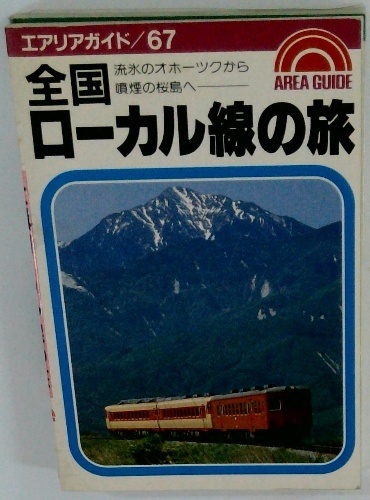 エアリアガイド/67
AREA GUIDE
全国
流氷のオホーツクから
噴煙の桜島へ――
ローカル線の旅